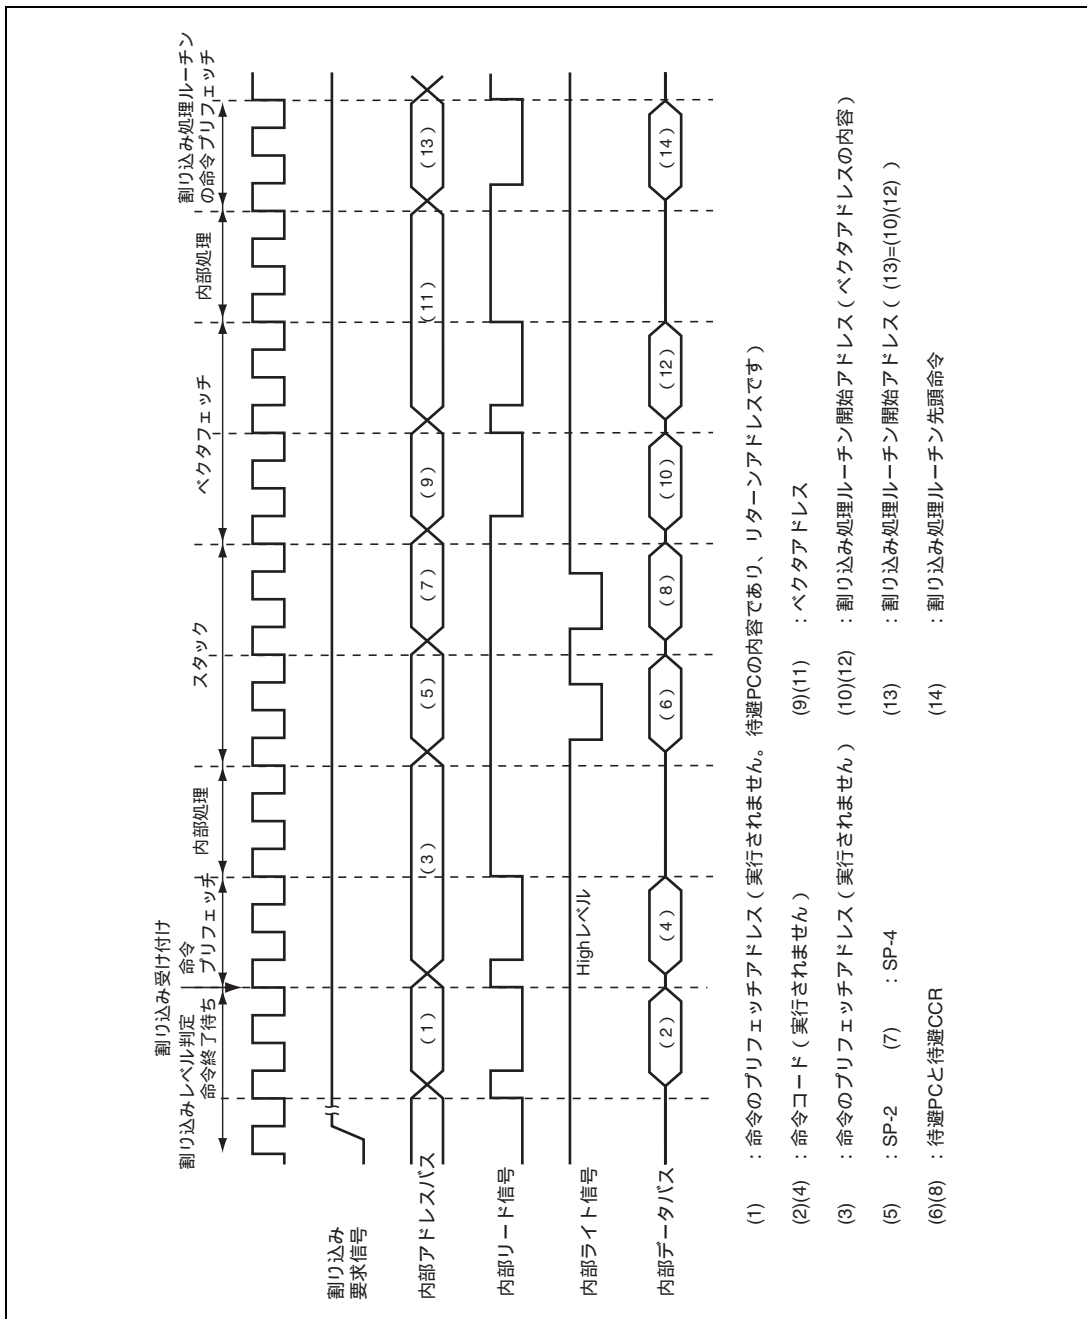 割り込みレベル判定
命令終了待ち
割り込み受け付け
命令
プリフェッチ
内部処理
スタック
ベクタフェッチ
内部処理
割り込み処理ルーチン
の命令プリフェッチ
割り込み
要求信号
内部アドレスバス
(1)
(3)
(5)
(7)
(9)
(11)
(13)
内部リード信号
内部ライト信号
Highレベル
内部データバス
(2)
(4)
(6)
(8)
(10)
(12)
(14)
(1) : 命令のプリフェッチアドレス（実行されません。待避PCの内容であり、リターンアドレスです）
(2)(4) : 命令コード（実行されません）
(3) : 命令のプリフェッチアドレス（実行されません）
(5) : SP-2 (7) : SP-4
(6)(8) : 待避PCと待避CCR
(9)(11) : ベクタアドレス
(10)(12) : 割り込み処理ルーチン開始アドレス（ベクタアドレスの内容）
(13) : 割り込み処理ルーチン開始アドレス（(13)=(10)(12)）
(14) : 割り込み処理ルーチン先頭命令